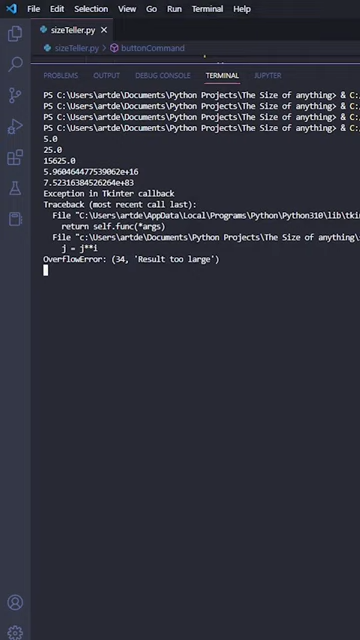 File Edit Selection View Go Run Terminal Help
sizeTeller.py
sizeTeller.py > buttonCommand
PROBLEMS OUTPUT DEBUG CONSOLE TERMINAL JUPYTER
PS C:\Users\artde\Documents\Python Projects\The Size of anything> & C:
PS C:\Users\artde\Documents\Python Projects\The Size of anything> & C:
PS C:\Users\artde\Documents\Python Projects\The Size of anything> & C:
PS C:\Users\artde\Documents\Python Projects\The Size of anything> & C:
5.0
25.0
15625.0
5.960464477539062e+16
7.52316384526264e+83
Exception in Tkinter callback
Traceback (most recent call last):
File "C:\Users\artde\AppData\Local\Programs\Python\Python310\lib\tkin
return self.func(*args)
File "c:\Users\artde\Documents\Python Projects\The Size of anything\
j = j**i
OverflowError: (34, 'Result too large')